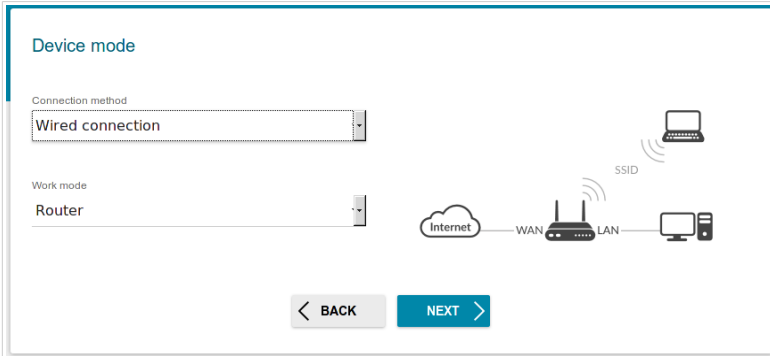 Device mode
Connection method
Wired connection
SSID
Work mode
Router
Internet
WAN
LAN
BACK
NEXT